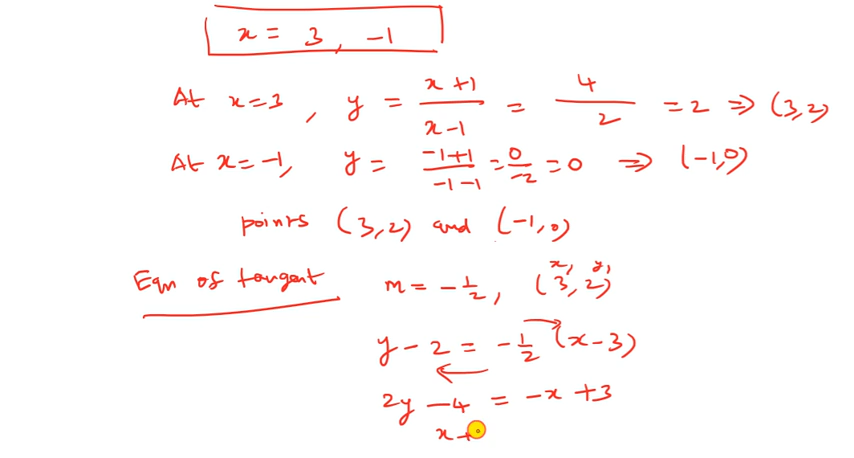 x = 3, -1
At x=3, y = (x+1)/(x-1) = 4/2 = 2 ⇒ (3,2)
At x=-1, y = (-1+1)/(-1-1) = 0/-2 = 0 ⇒ (-1,0)
points (3,2) and (-1,0)
Eqn of tangent m = -1/2, (3,2) x₁ y₁
y-2 = -1/2 (x-3)
2y-4 = -x+3
x+